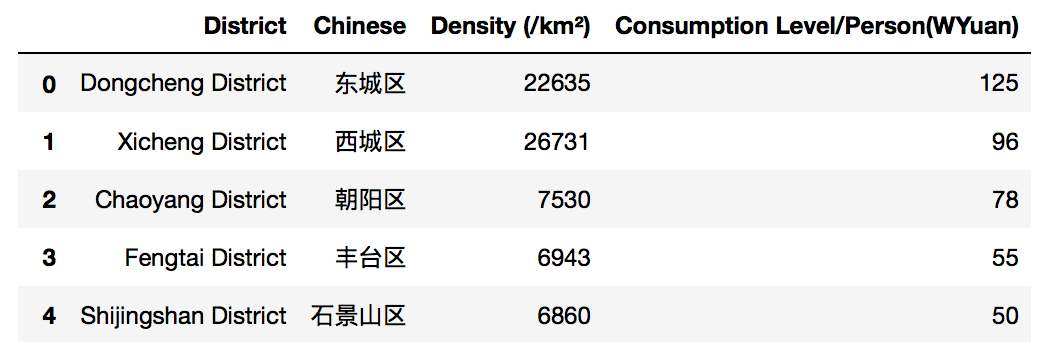 District Chinese Density (/km²) Consumption Level/Person(WYuan)
0 Dongcheng District 东城区 22635 125
1 Xicheng District 西城区 26731 96
2 Chaoyang District 朝阳区 7530 78
3 Fengtai District 丰台区 6943 55
4 Shijingshan District 石景山区 6860 50